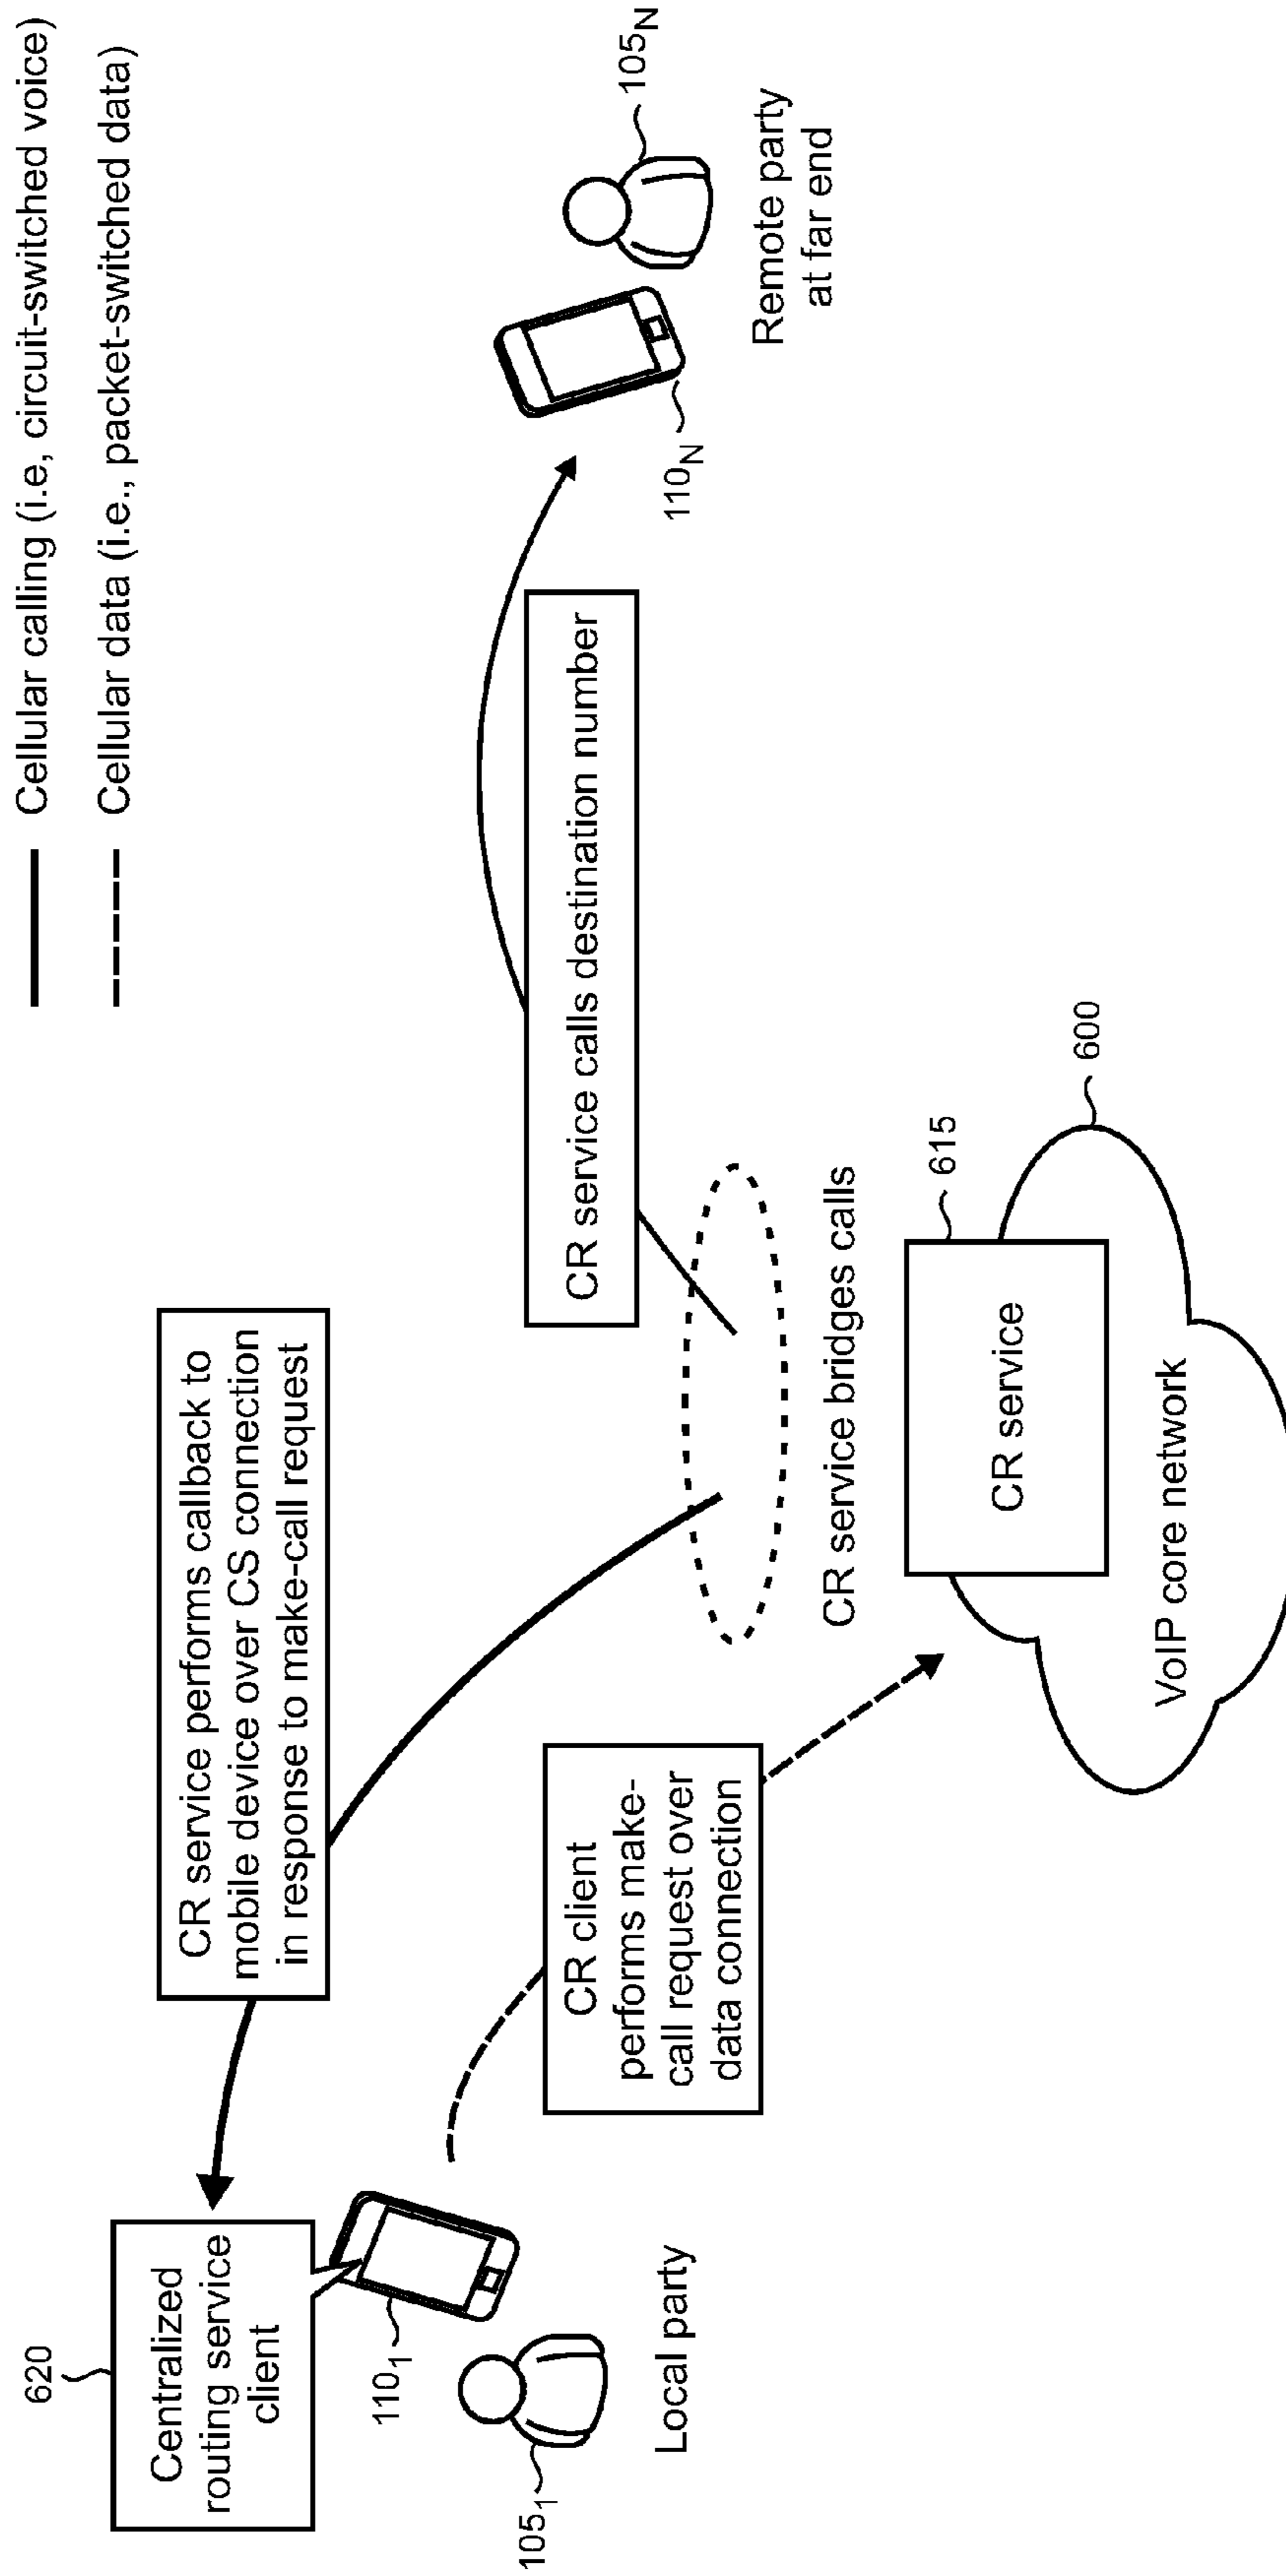 Cellular calling (i.e, circuit-switched voice)
Cellular data (i.e., packet-switched data)
620
Centralized
routing service
client
CR service performs callback to
mobile device over CS connection
in response to make-call request
110₁
105₁
Local party
CR client
performs make-
call request over
data connection
CR service calls destination number
110N
105N
Remote party
at far end
CR service bridges calls
615
CR service
600
VoIP core network